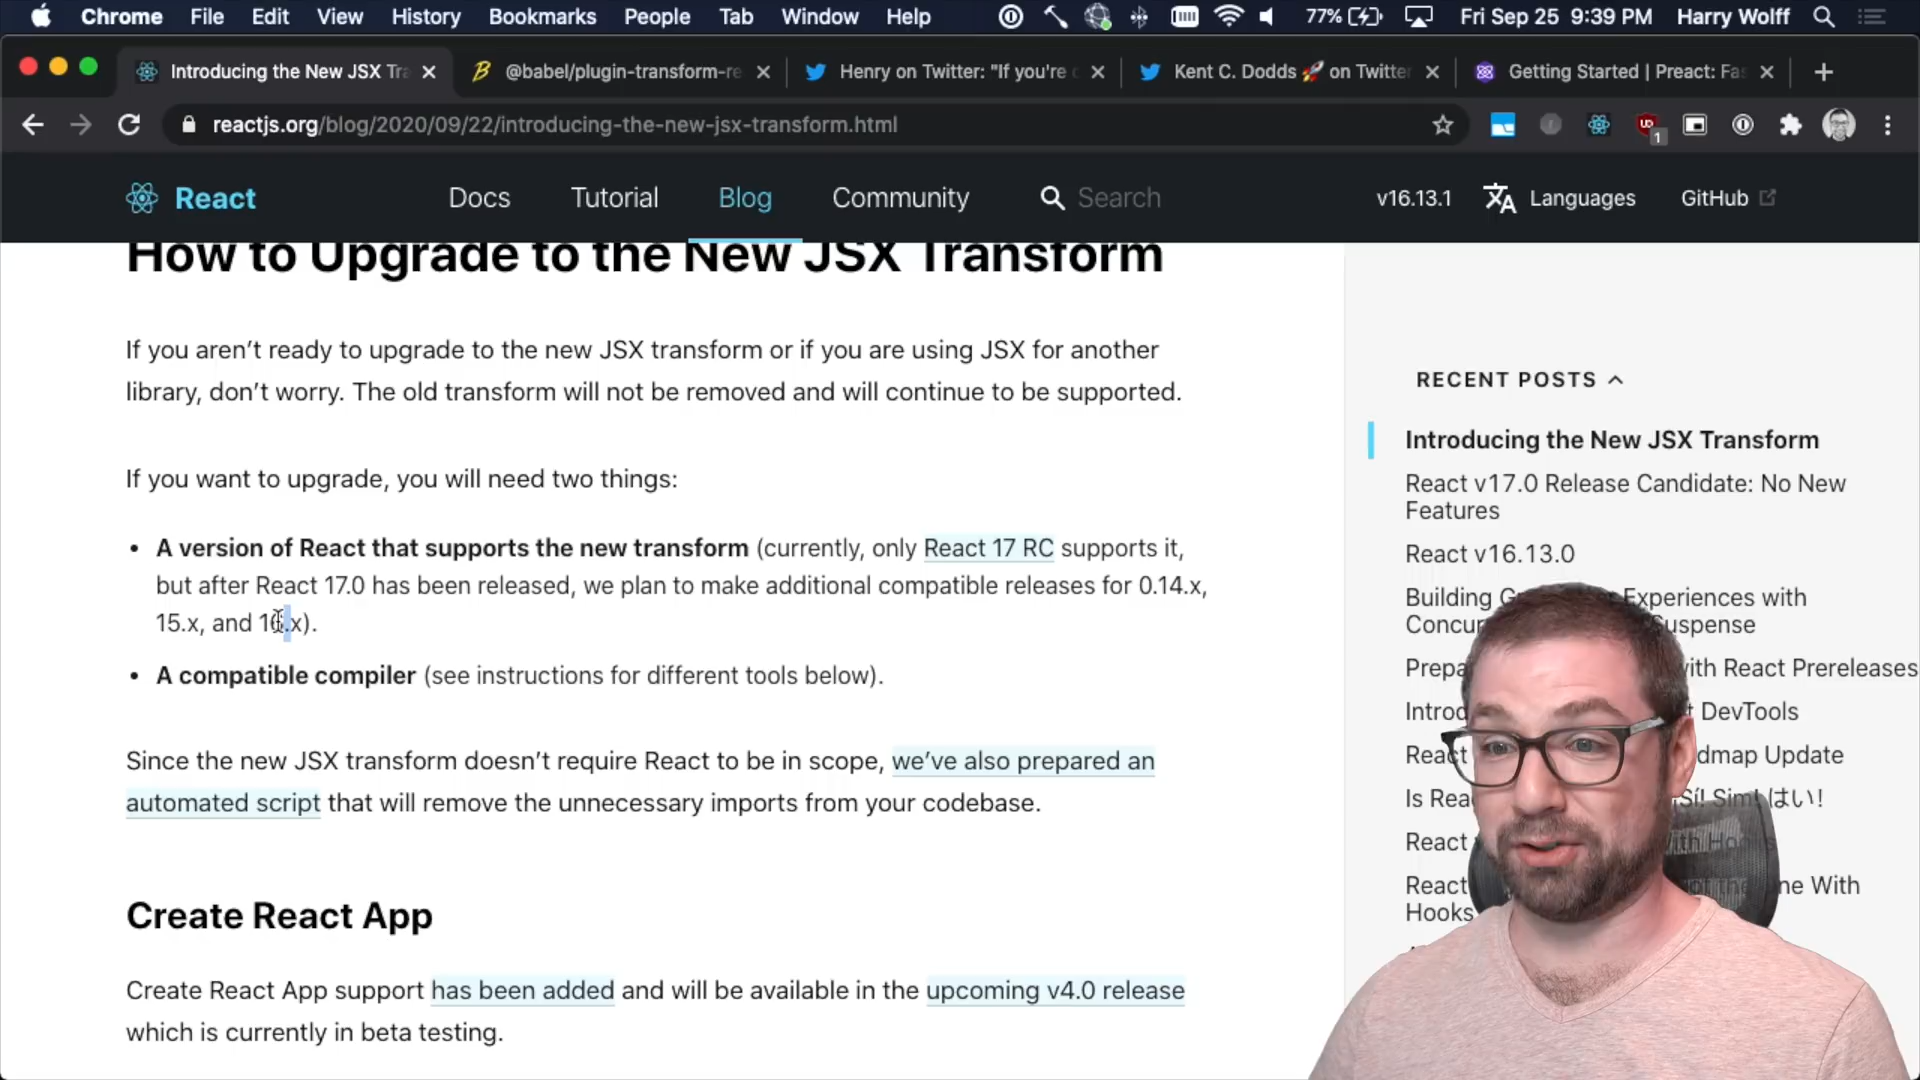 Chrome File Edit View History Bookmarks People Tab Window Help 77% Fri Sep 25 9:39 PM Harry Wolff
Introducing the New JSX Tra @babel/plugin-transform-re Henry on Twitter: "If you're Kent C. Dodds 🚀 on Twitter Getting Started | Preact: Fas
reactjs.org/blog/2020/09/22/introducing-the-new-jsx-transform.html 1
React Docs Tutorial Blog Community Search v16.13.1 Languages GitHub
How to Upgrade to the New JSX Transform
If you aren’t ready to upgrade to the new JSX transform or if you are using JSX for another
library, don’t worry. The old transform will not be removed and will continue to be supported.
If you want to upgrade, you will need two things:
• A version of React that supports the new transform (currently, only React 17 RC supports it,
but after React 17.0 has been released, we plan to make additional compatible releases for 0.14.x,
15.x, and 16.x).
• A compatible compiler (see instructions for different tools below).
Since the new JSX transform doesn’t require React to be in scope, we’ve also prepared an
automated script that will remove the unnecessary imports from your codebase.
Create React App
Create React App support has been added and will be available in the upcoming v4.0 release
which is currently in beta testing.
RECENT POSTS
Introducing the New JSX Transform
React v17.0 Release Candidate: No New
Features
React v16.13.0
Building Experiences with
Suspense
with React Prereleases
DevTools
React Update
Is Sí! Sim! はい!
React With
React With
Hooks